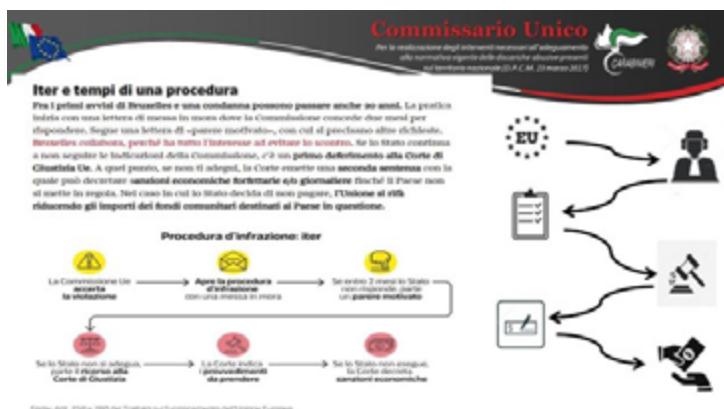 Commissario Unico
Per la realizzazione degli interventi necessari all'adeguamento
alla normativa vigente delle discariche abusive presenti
sul territorio nazionale (D.P.C.M. 23 marzo 2017)
CARABINIERI
Iter e tempi di una procedura
Fra i primi avvisi di Bruxelles e una condanna possono passare anche 20 anni. La pratica
inizia con una lettera di messa in mora dove la Commissione concede due mesi per
rispondere. Segue una lettera di «parere motivato», con cui si precisano altre richieste.
Bruxelles collabora, perché ha tutto l'interesse ad evitare lo scontro. Se lo Stato continua
a non seguire le indicazioni della Commissione, c'è un primo deferimento alla Corte di
Giustizia Ue. A quel punto, se non ti adegui, la Corte emette una seconda sentenza con la
quale può decretare sanzioni economiche forfettarie e/o giornaliere finché il Paese non
si mette in regola. Nel caso in cui lo Stato decida di non pagare, l'Unione si rifà
riducendo gli importi dei fondi comunitari destinati al Paese in questione.
EU
Procedura d'infrazione: iter
La Commissione Ue
accerta
la violazione
Apre la procedura
d'infrazione
con una messa in mora
Se entro 2 mesi lo Stato
non risponde, parte
un parere motivato
Se lo Stato non si adegua,
parte il ricorso alla
Corte di Giustizia
La Corte indica
i provvedimenti
da prendere
Se lo Stato non esegue,
la Corte decreta
sanzioni economiche